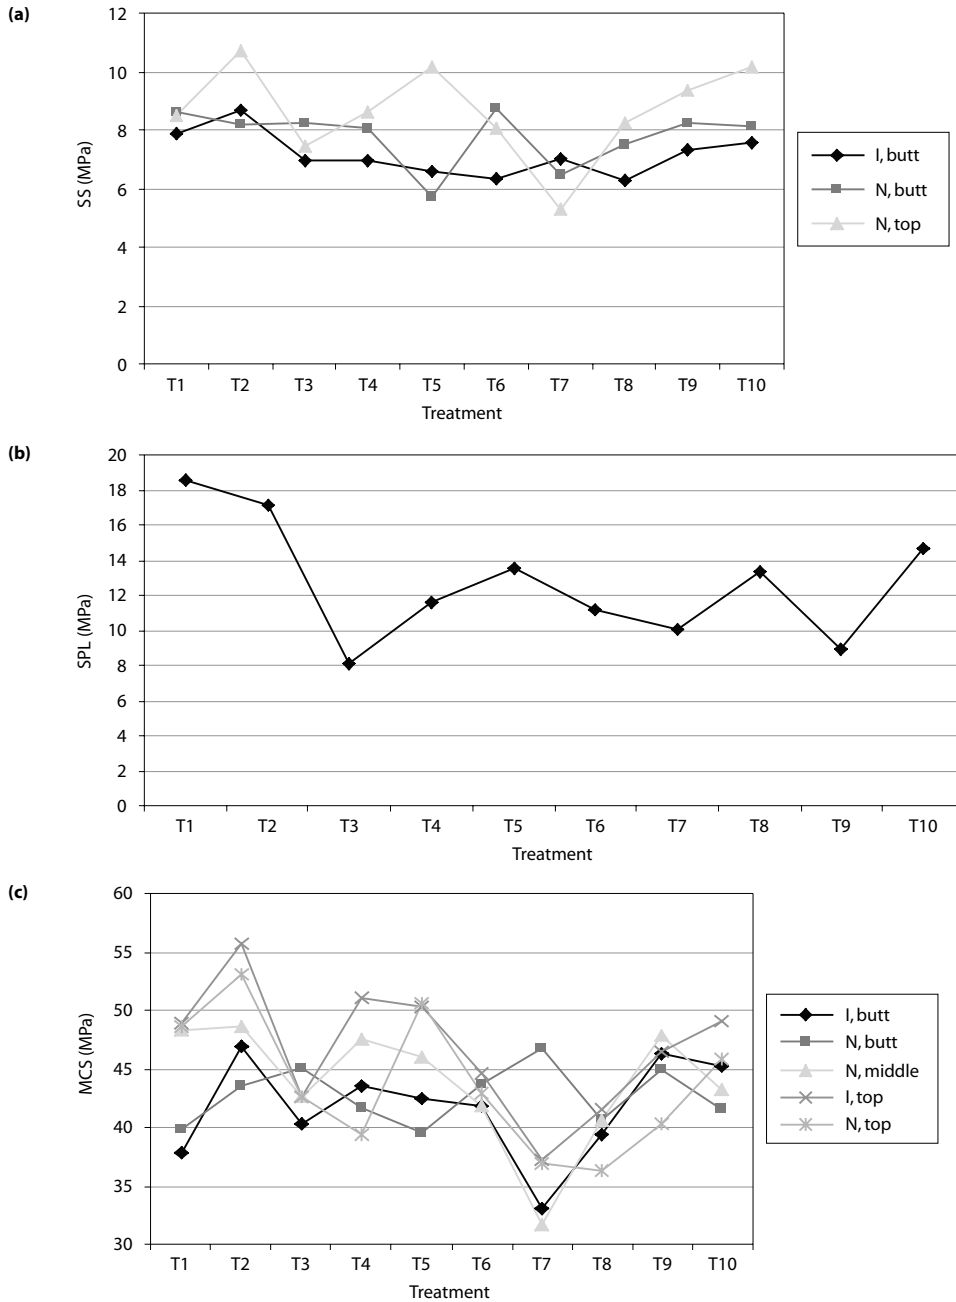 (a)
12
10
8
6
4
2
0
SS (MPa)
T1 T2 T3 T4 T5 T6 T7 T8 T9 T10
Treatment
I, butt
N, butt
N, top
(b)
20
18
16
14
12
10
8
6
4
2
0
SPL (MPa)
T1 T2 T3 T4 T5 T6 T7 T8 T9 T10
Treatment
(c)
60
55
50
45
40
35
30
MCS (MPa)
T1 T2 T3 T4 T5 T6 T7 T8 T9 T10
Treatment
I, butt
N, butt
N, middle
I, top
N, top